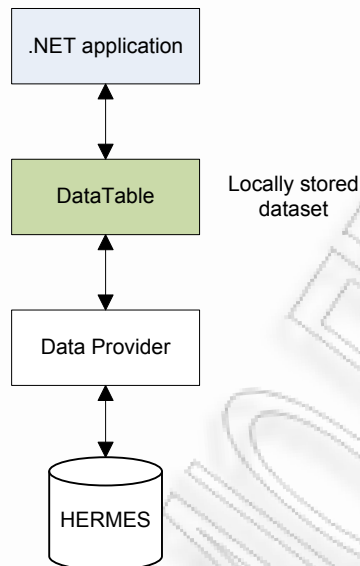 .NET application
DataTable
Locally stored
dataset
Data Provider
HERMES